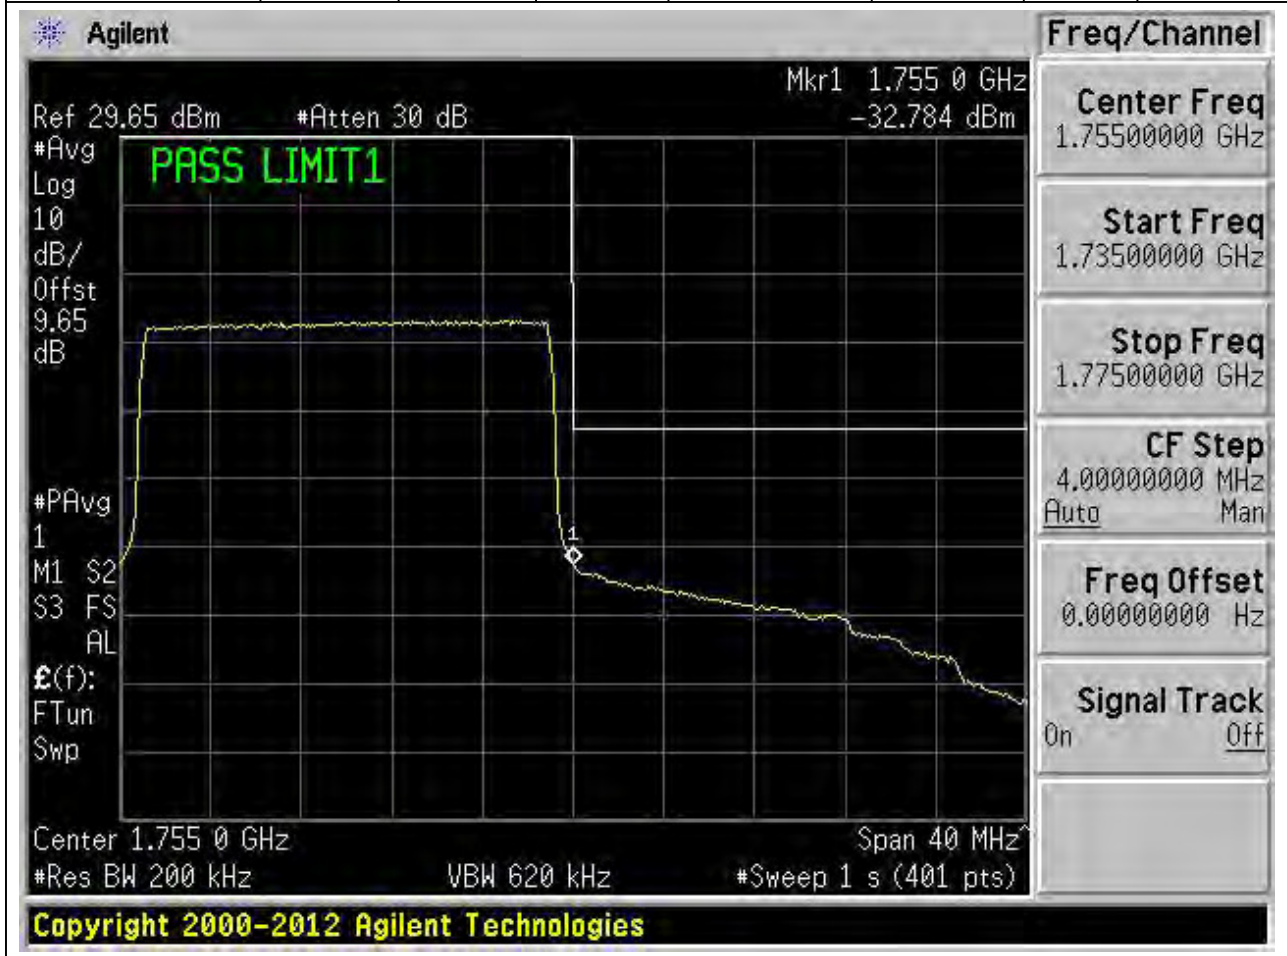 Agilent
Freq/Channel
Mkr1 1.755 0 GHz
Ref 29.65 dBm #Atten 30 dB -32.784 dBm
#Avg
Log
10
dB/
Offst
9.65
dB
PASS LIMIT1
#PAvg
1
M1 S2
S3 FS
AL
£(f):
FTun
Swp
1
Center 1.755 0 GHz Span 40 MHz^
#Res BW 200 kHz VBW 620 kHz #Sweep 1 s (401 pts)
Center Freq
1.75500000 GHz
Start Freq
1.73500000 GHz
Stop Freq
1.77500000 GHz
CF Step
4.00000000 MHz
Auto Man
Freq Offset
0.00000000 Hz
Signal Track
On Off
Copyright 2000-2012 Agilent Technologies